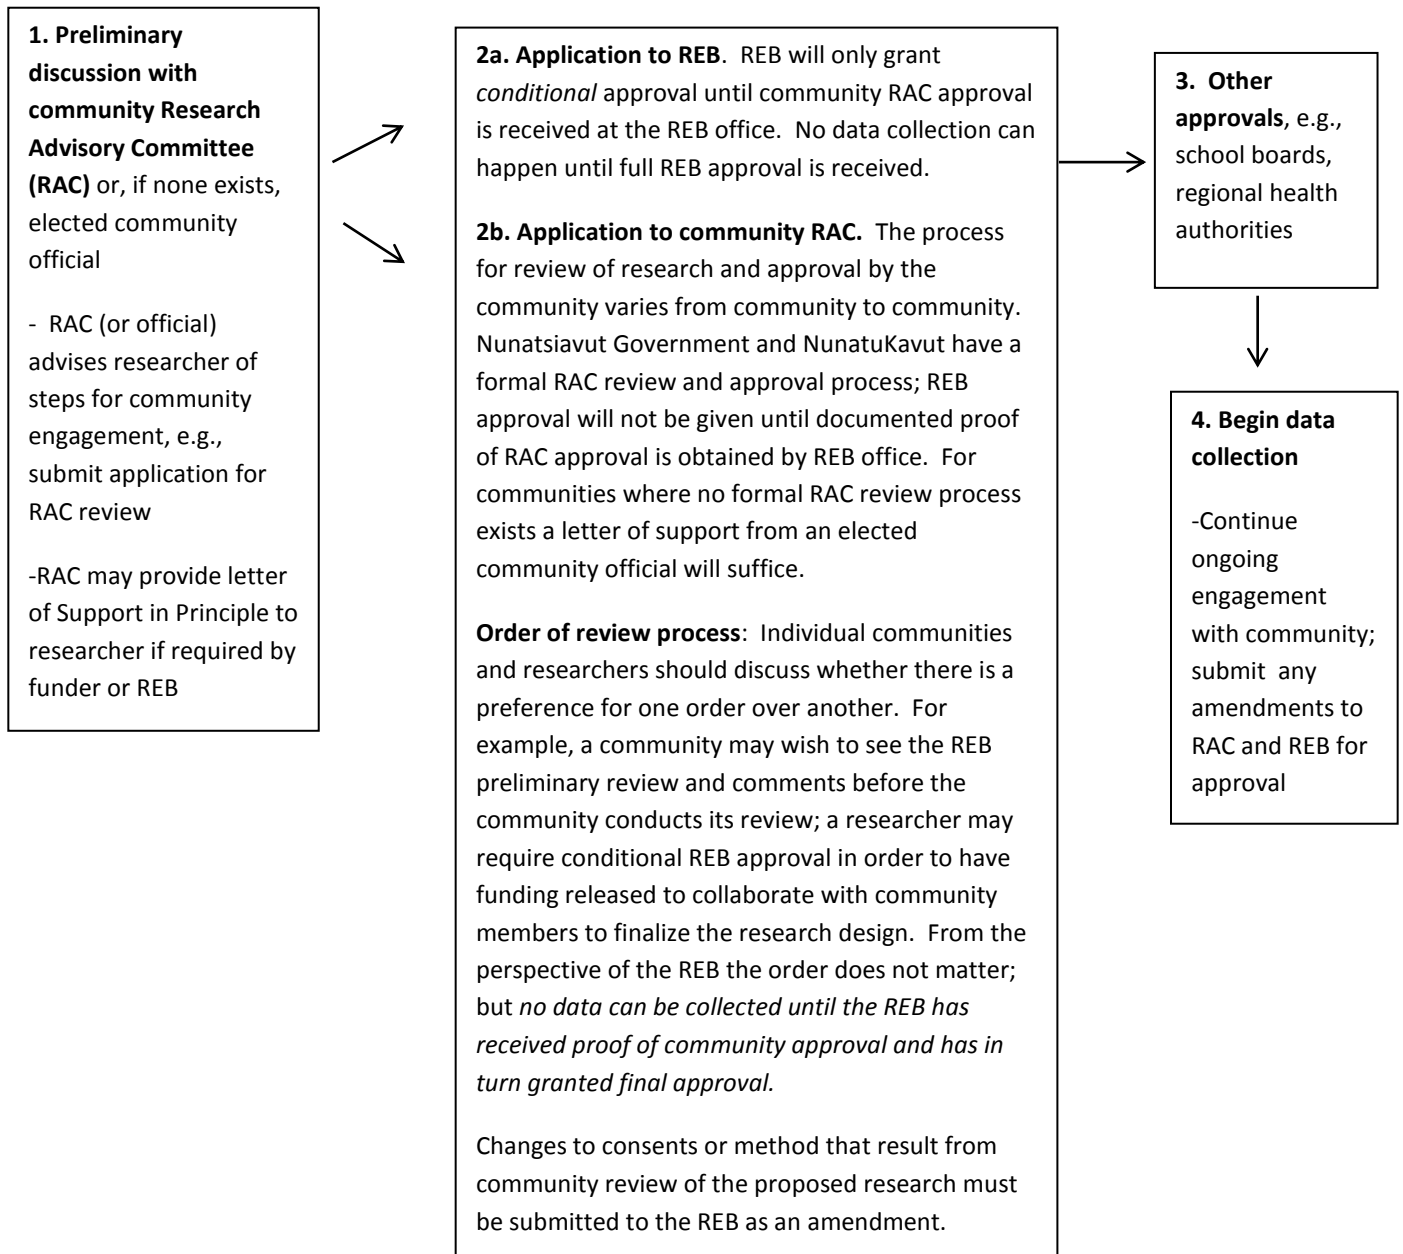 1. Preliminary
discussion with
community Research
Advisory Committee
(RAC) or, if none exists,
elected community
official
- RAC (or official)
advises researcher of
steps for community
engagement, e.g.,
submit application for
RAC review
-RAC may provide letter
of Support in Principle to
researcher if required by
funder or REB
2a. Application to REB. REB will only grant
conditional approval until community RAC approval
is received at the REB office. No data collection can
happen until full REB approval is received.
2b. Application to community RAC. The process
for review of research and approval by the
community varies from community to community.
Nunatsiavut Government and NunatuKavut have a
formal RAC review and approval process; REB
approval will not be given until documented proof
of RAC approval is obtained by REB office. For
communities where no formal RAC review process
exists a letter of support from an elected
community official will suffice.
Order of review process: Individual communities
and researchers should discuss whether there is a
preference for one order over another. For
example, a community may wish to see the REB
preliminary review and comments before the
community conducts its review; a researcher may
require conditional REB approval in order to have
funding released to collaborate with community
members to finalize the research design. From the
perspective of the REB the order does not matter;
but no data can be collected until the REB has
received proof of community approval and has in
turn granted final approval.
Changes to consents or method that result from
community review of the proposed research must
be submitted to the REB as an amendment.
3. Other
approvals, e.g.,
school boards,
regional health
authorities
4. Begin data
collection
-Continue
ongoing
engagement
with community;
submit any
amendments to
RAC and REB for
approval